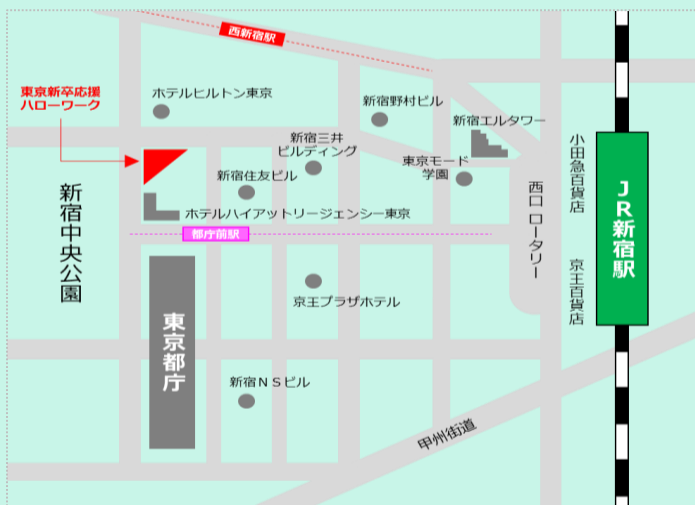 西新宿駅
東京新卒応援
ハローワーク
ホテルヒルトン東京
新宿野村ビル
新宿エルタワー
新宿三井
ビルディング
東京モード
学園
新宿住友ビル
ホテルハイアットリージェンシー東京
都庁前駅
新宿中央公園
西口 ロータリー
小田急百貨店
京王百貨店
JR新宿駅
京王プラザホテル
東京都庁
新宿NSビル
甲州街道